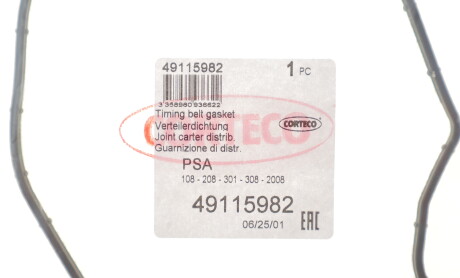 49115982
1 PC
3 358960 936622
Timing belt gasket
Verteilerdichtung
Joint carter distrib.
Guarnizione di distr.
CORTECO
CORTECO
PSA
108 - 208 - 301 - 308 - 2008
49115982
06/25/01
EAC